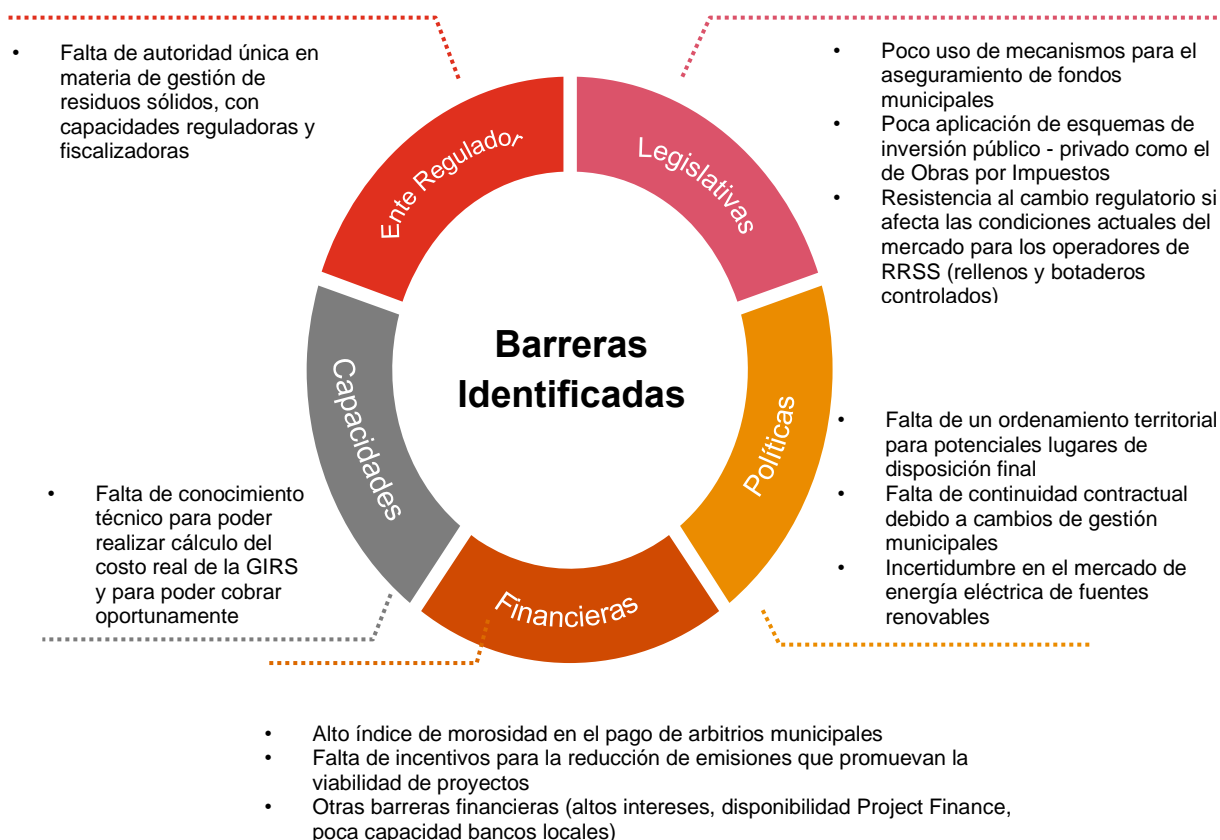 • Falta de autoridad única en
materia de gestión de
residuos sólidos, con
capacidades reguladoras y
fiscalizadoras
• Poco uso de mecanismos para el
aseguramiento de fondos
municipales
• Poca aplicación de esquemas de
inversión público - privado como el
de Obras por Impuestos
• Resistencia al cambio regulatorio si
afecta las condiciones actuales del
mercado para los operadores de
RRSS (rellenos y botaderos
controlados)
Ente Regulador
Legislativas
Barreras
Identificadas
Capacidades
Políticas
Financieras
• Falta de un ordenamiento territorial
para potenciales lugares de
disposición final
• Falta de continuidad contractual
debido a cambios de gestión
municipales
• Incertidumbre en el mercado de
energía eléctrica de fuentes
renovables
• Falta de conocimiento
técnico para poder
realizar cálculo del
costo real de la GIRS
y para poder cobrar
oportunamente
• Alto índice de morosidad en el pago de arbitrios municipales
• Falta de incentivos para la reducción de emisiones que promuevan la
viabilidad de proyectos
• Otras barreras financieras (altos intereses, disponibilidad Project Finance,
poca capacidad bancos locales)